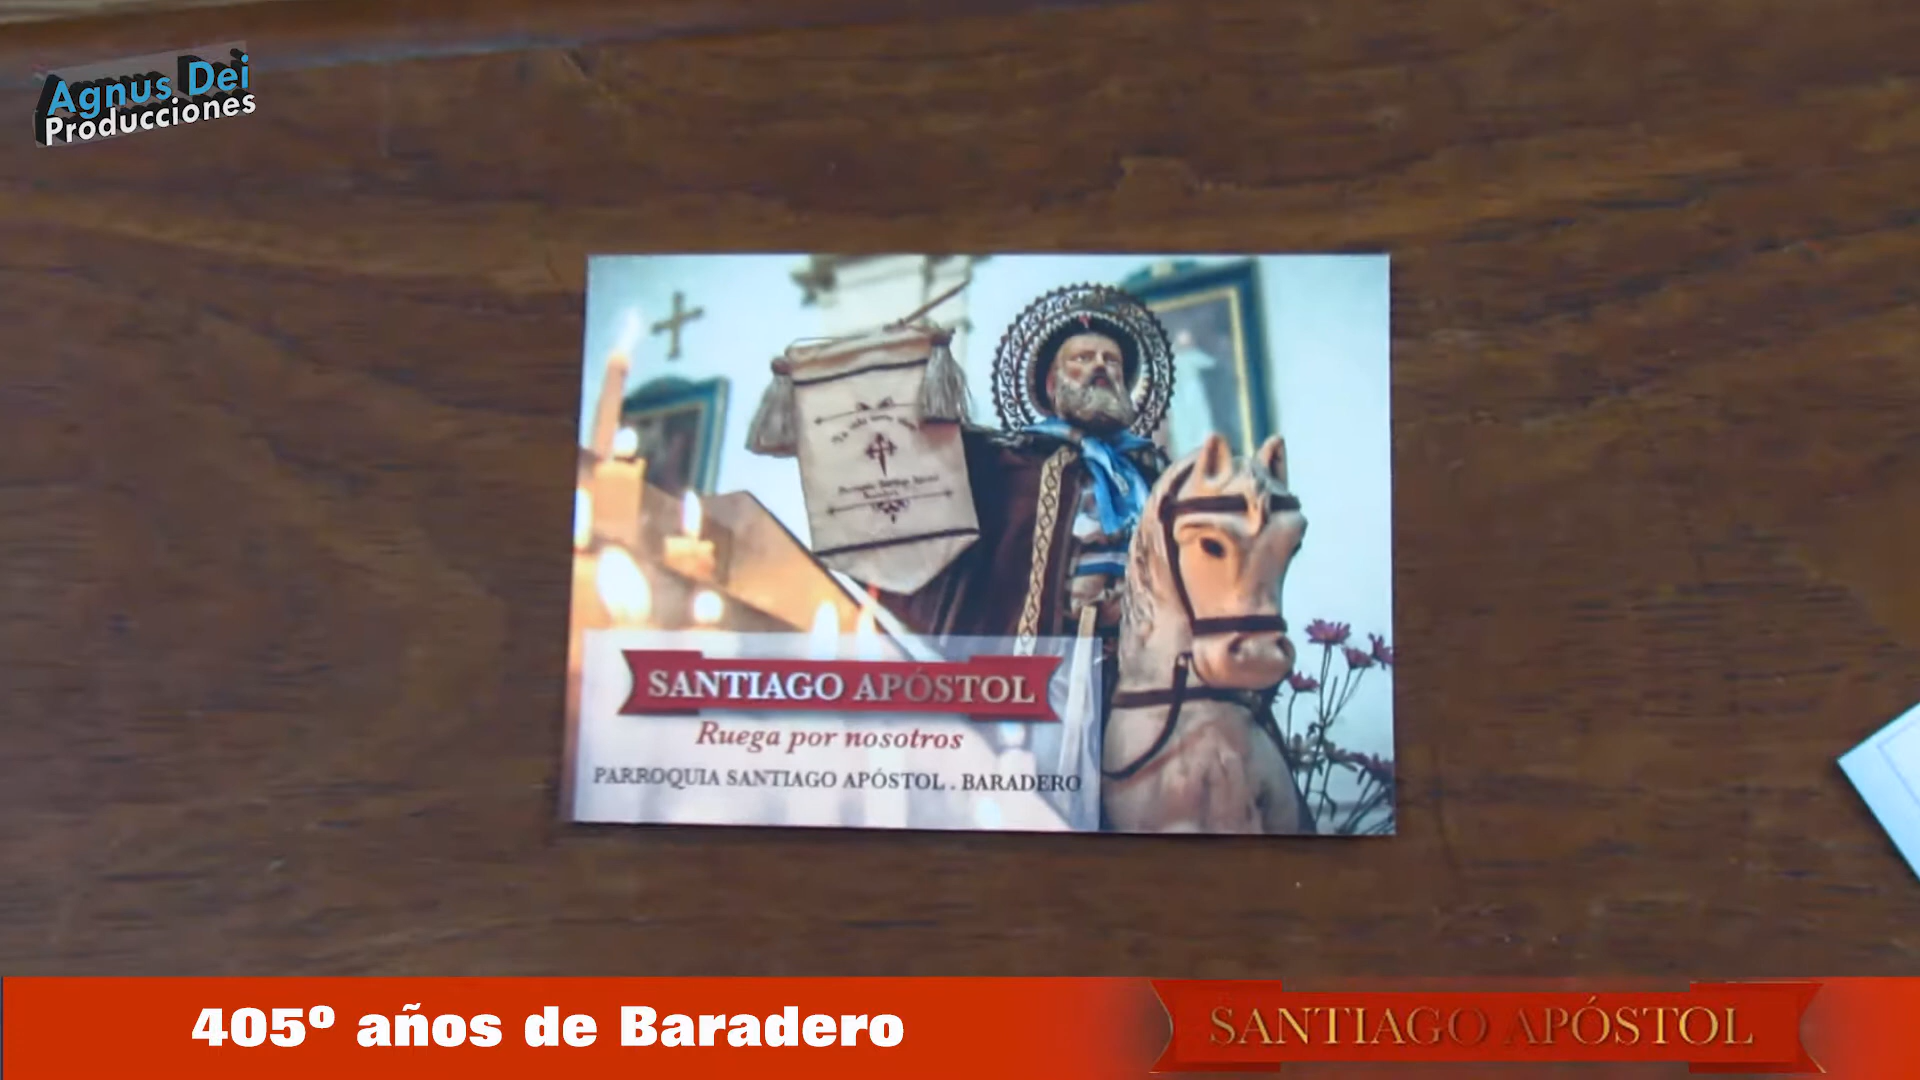 Agnus Dei
Producciones
SANTIAGO APÓSTOL
Ruega por nosotros
PARROQUIA SANTIAGO APÓSTOL . BARADERO
405º años de Baradero
SANTIAGO APÓSTOL